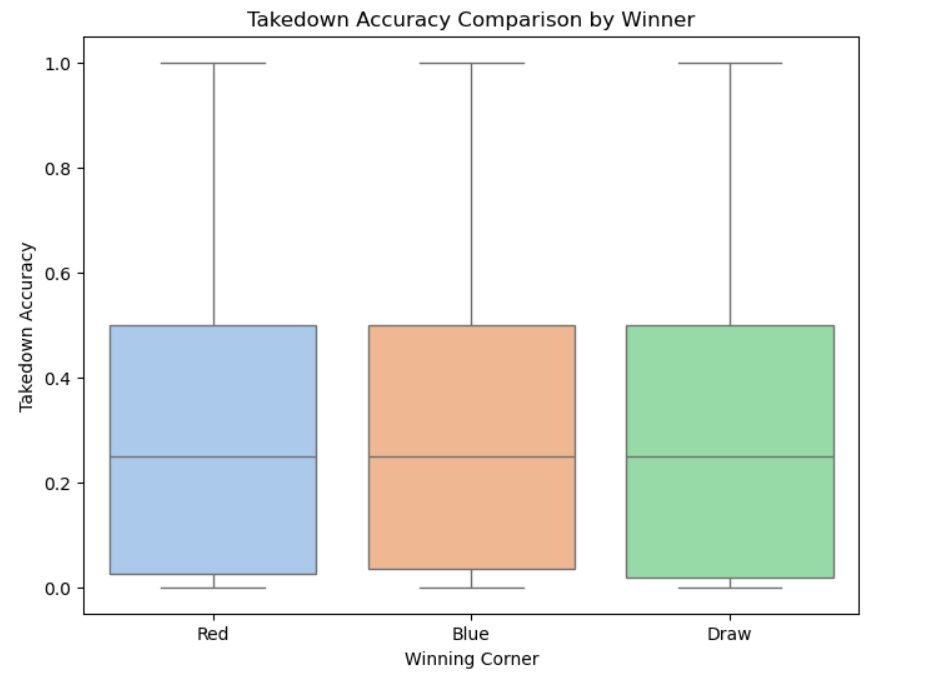 Takedown Accuracy Comparison by Winner
1.0
0.8
0.6
0.4
0.2
0.0
Takedown Accuracy
Red Blue Draw
Winning Corner